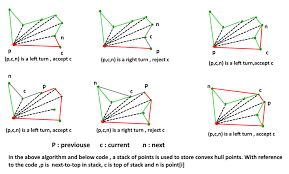 n
p
c
p
c
n
n
c
p
(p,c,n) is a left turn , accept c
(p,c,n) is a right turn, reject c
(p,c,n) is a left turn,accept c
n
c
p
n
p
c
n
c
p
(p,c,n) is a left turn , accept c
(p,c,n) is a right turn , reject c
(p,c,n) is a left turn , accept c
P : previouse c : current n : next
In the above algorithm and below code , a stack of points is used to store convex hull points. With reference
to the code ,p is next-to-top in stack, c is top of stack and n is point[i]